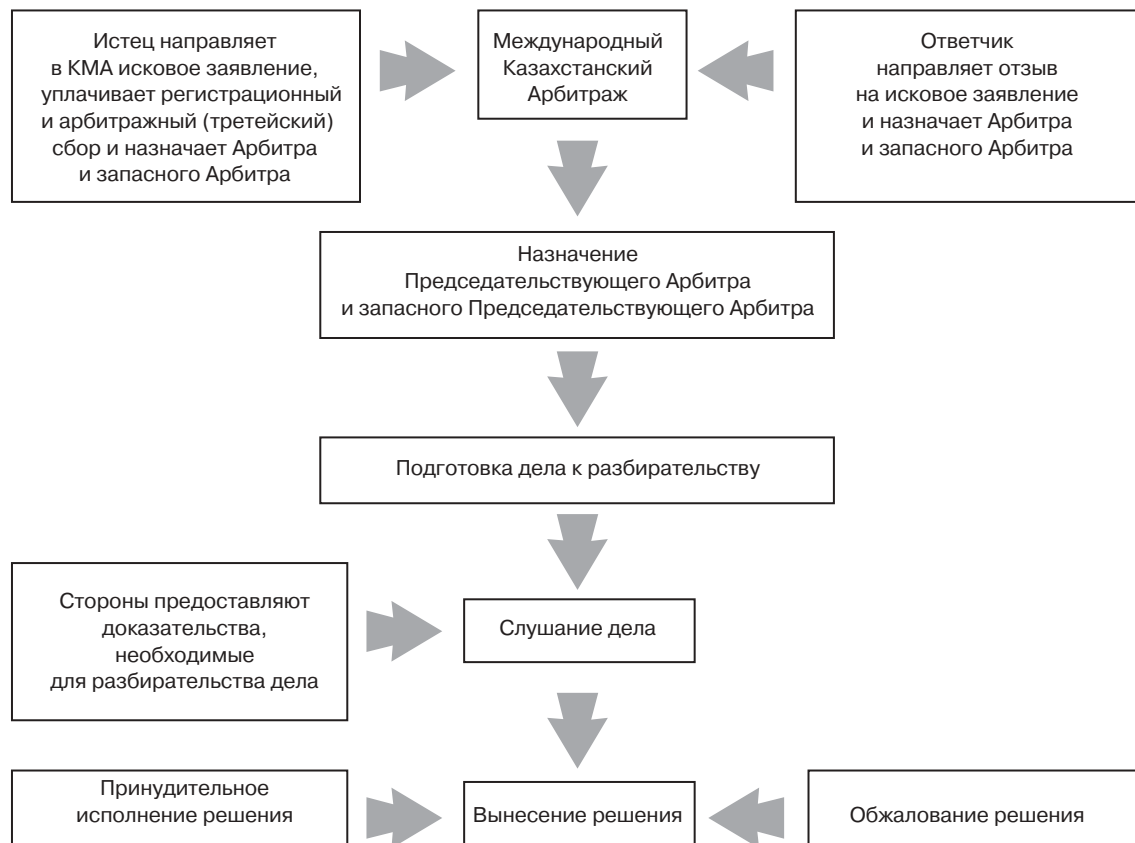 Истец направляет
в КМА исковое заявление,
уплачивает регистрационный
и арбитражный (третейский)
сбор и назначает Арбитра
и запасного Арбитра
Международный
Казахстанский
Арбитраж
Ответчик
направляет отзыв
на исковое заявление
и назначает Арбитра
и запасного Арбитра
Назначение
Председательствующего Арбитра
и запасного Председательствующего Арбитра
Подготовка дела к разбирательству
Стороны предоставляют
доказательства,
необходимые
для разбирательства дела
Слушание дела
Принудительное
исполнение решения
Вынесение решения
Обжалование решения